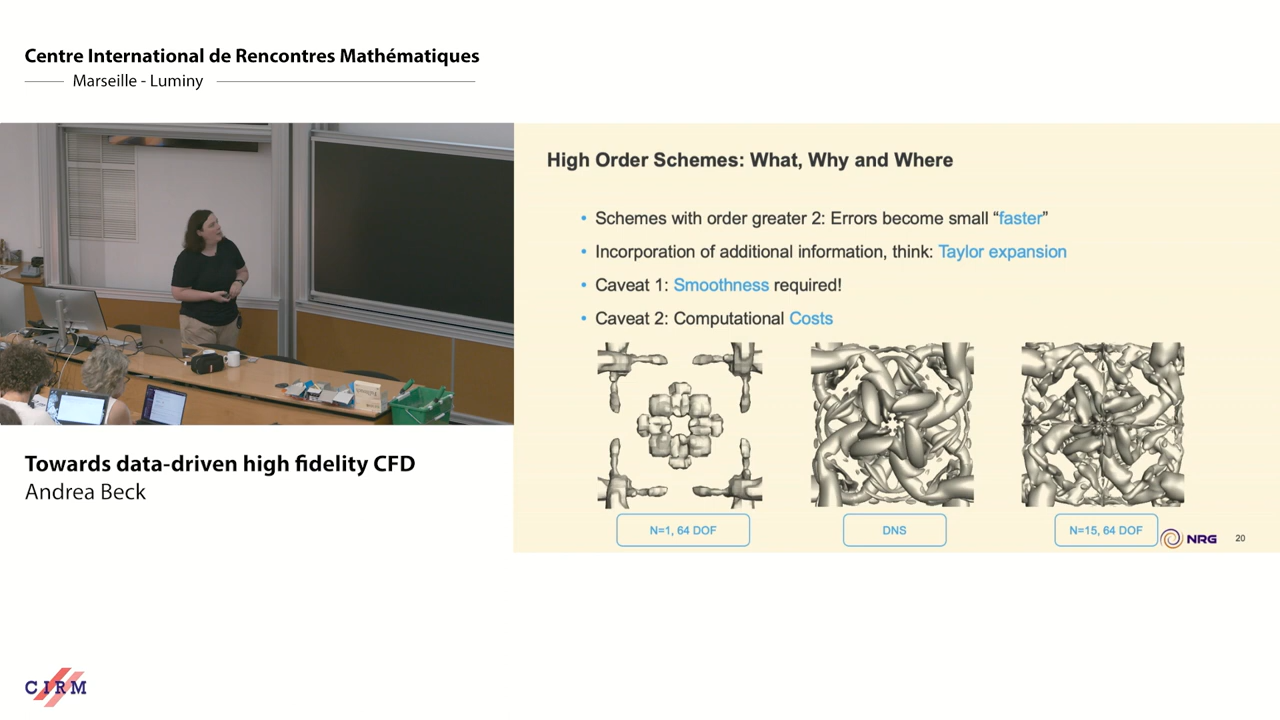 Centre International de Rencontres Mathématiques
Marseille - Luminy
High Order Schemes: What, Why and Where
• Schemes with order greater 2: Errors become small “faster”
• Incorporation of additional information, think: Taylor expansion
• Caveat 1: Smoothness required!
• Caveat 2: Computational Costs
N=1, 64 DOF
DNS
N=15, 64 DOF
NRG
20
Towards data-driven high fidelity CFD
Andrea Beck
CIRM